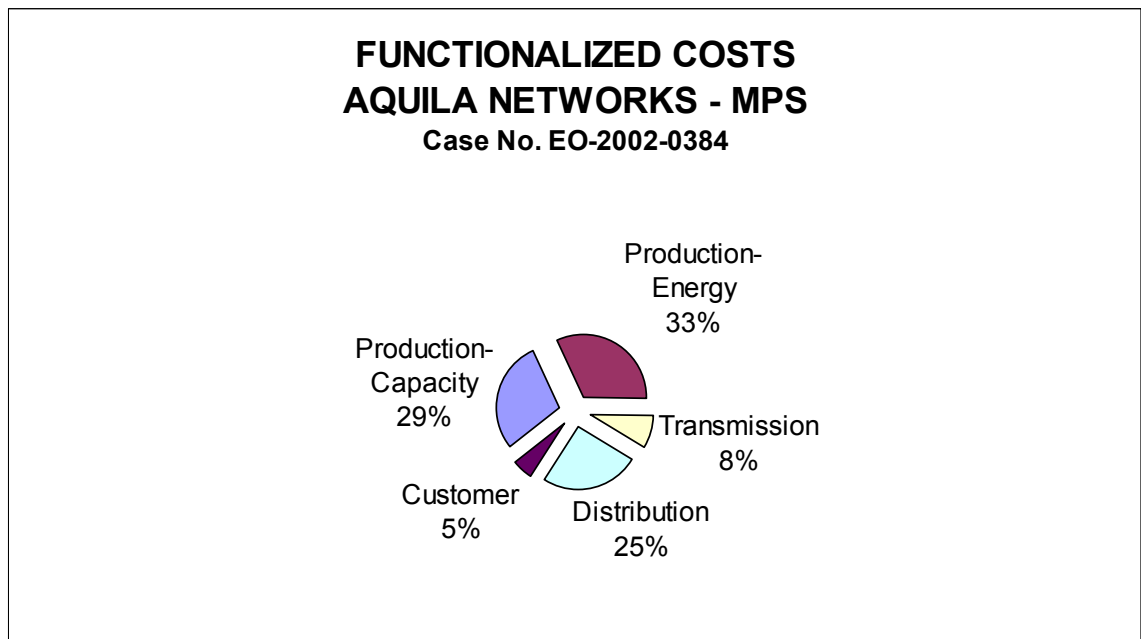 FUNCTIONALIZED COSTS
AQUILA NETWORKS - MPS
Case No. EO-2002-0384
Production-
Energy
33%
Production-
Capacity
29%
Transmission
8%
Customer
5%
Distribution
25%